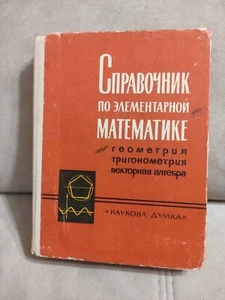 СПРАВОЧНИК
ПО ЭЛЕМЕНТАРНОЙ
МАТЕМАТИКЕ
геометрия
тригонометрия
векторная алгебра
«НАУКОВА ДУМКА»